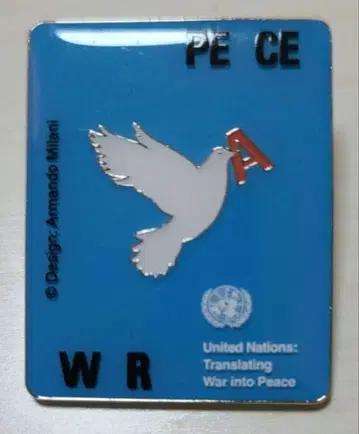 PE CE
A
© Design: Armando Milani
United Nations:
Translating
War into Peace
W R